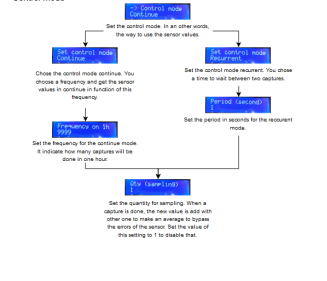 Control mode
-> Control mode
Continue
Set the control mode. In an other words,
the way to use the sensor values.
Set control mode
Continue
Chose the control mode continue. You
choose a frequency and get the sensor
values in continue in function of this
frequency.
Set control mode
Recurrent
Set the control mode recurrent. You chose
a time to wait between two captures.
Frequency on 1h
9999
Set the frequency for the continue mode.
It indicate how many captures will be
done in one hour.
Period (second)
1
Set the period in seconds for the reccurent
mode.
Qty (sampling)
1
Set the quantity for sampling. When a
capture is done, the new value is add with
other one to make an average to bypass
the errors of the sensor. Set the value of
this setting to 1 to disable that.